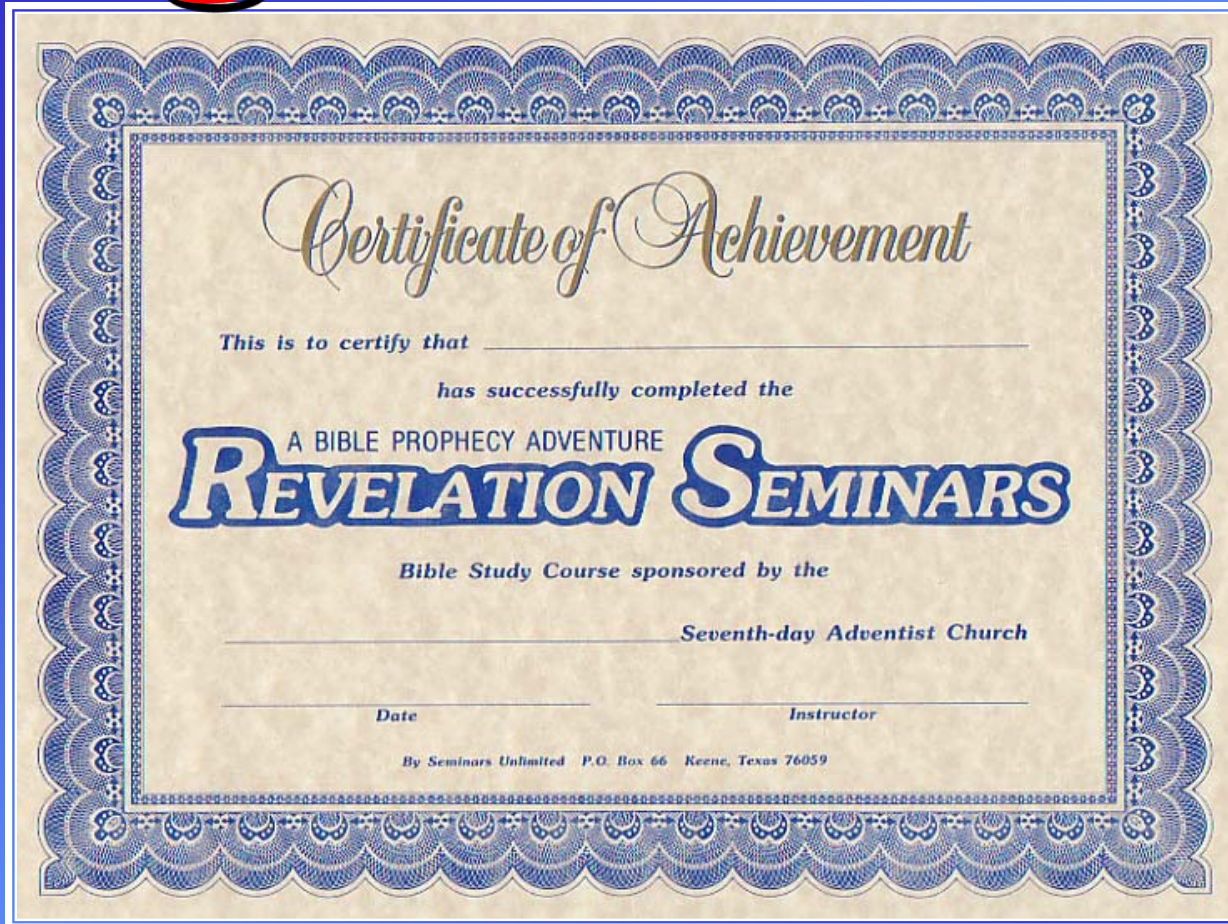 Certificate of Achievement
This is to certify that
has successfully completed the
A BIBLE PROPHECY ADVENTURE
REVELATION SEMINARS
Bible Study Course sponsored by the
Seventh-day Adventist Church
Date Instructor
By Seminars Unlimited P.O. Box 66 Keene, Texas 76059